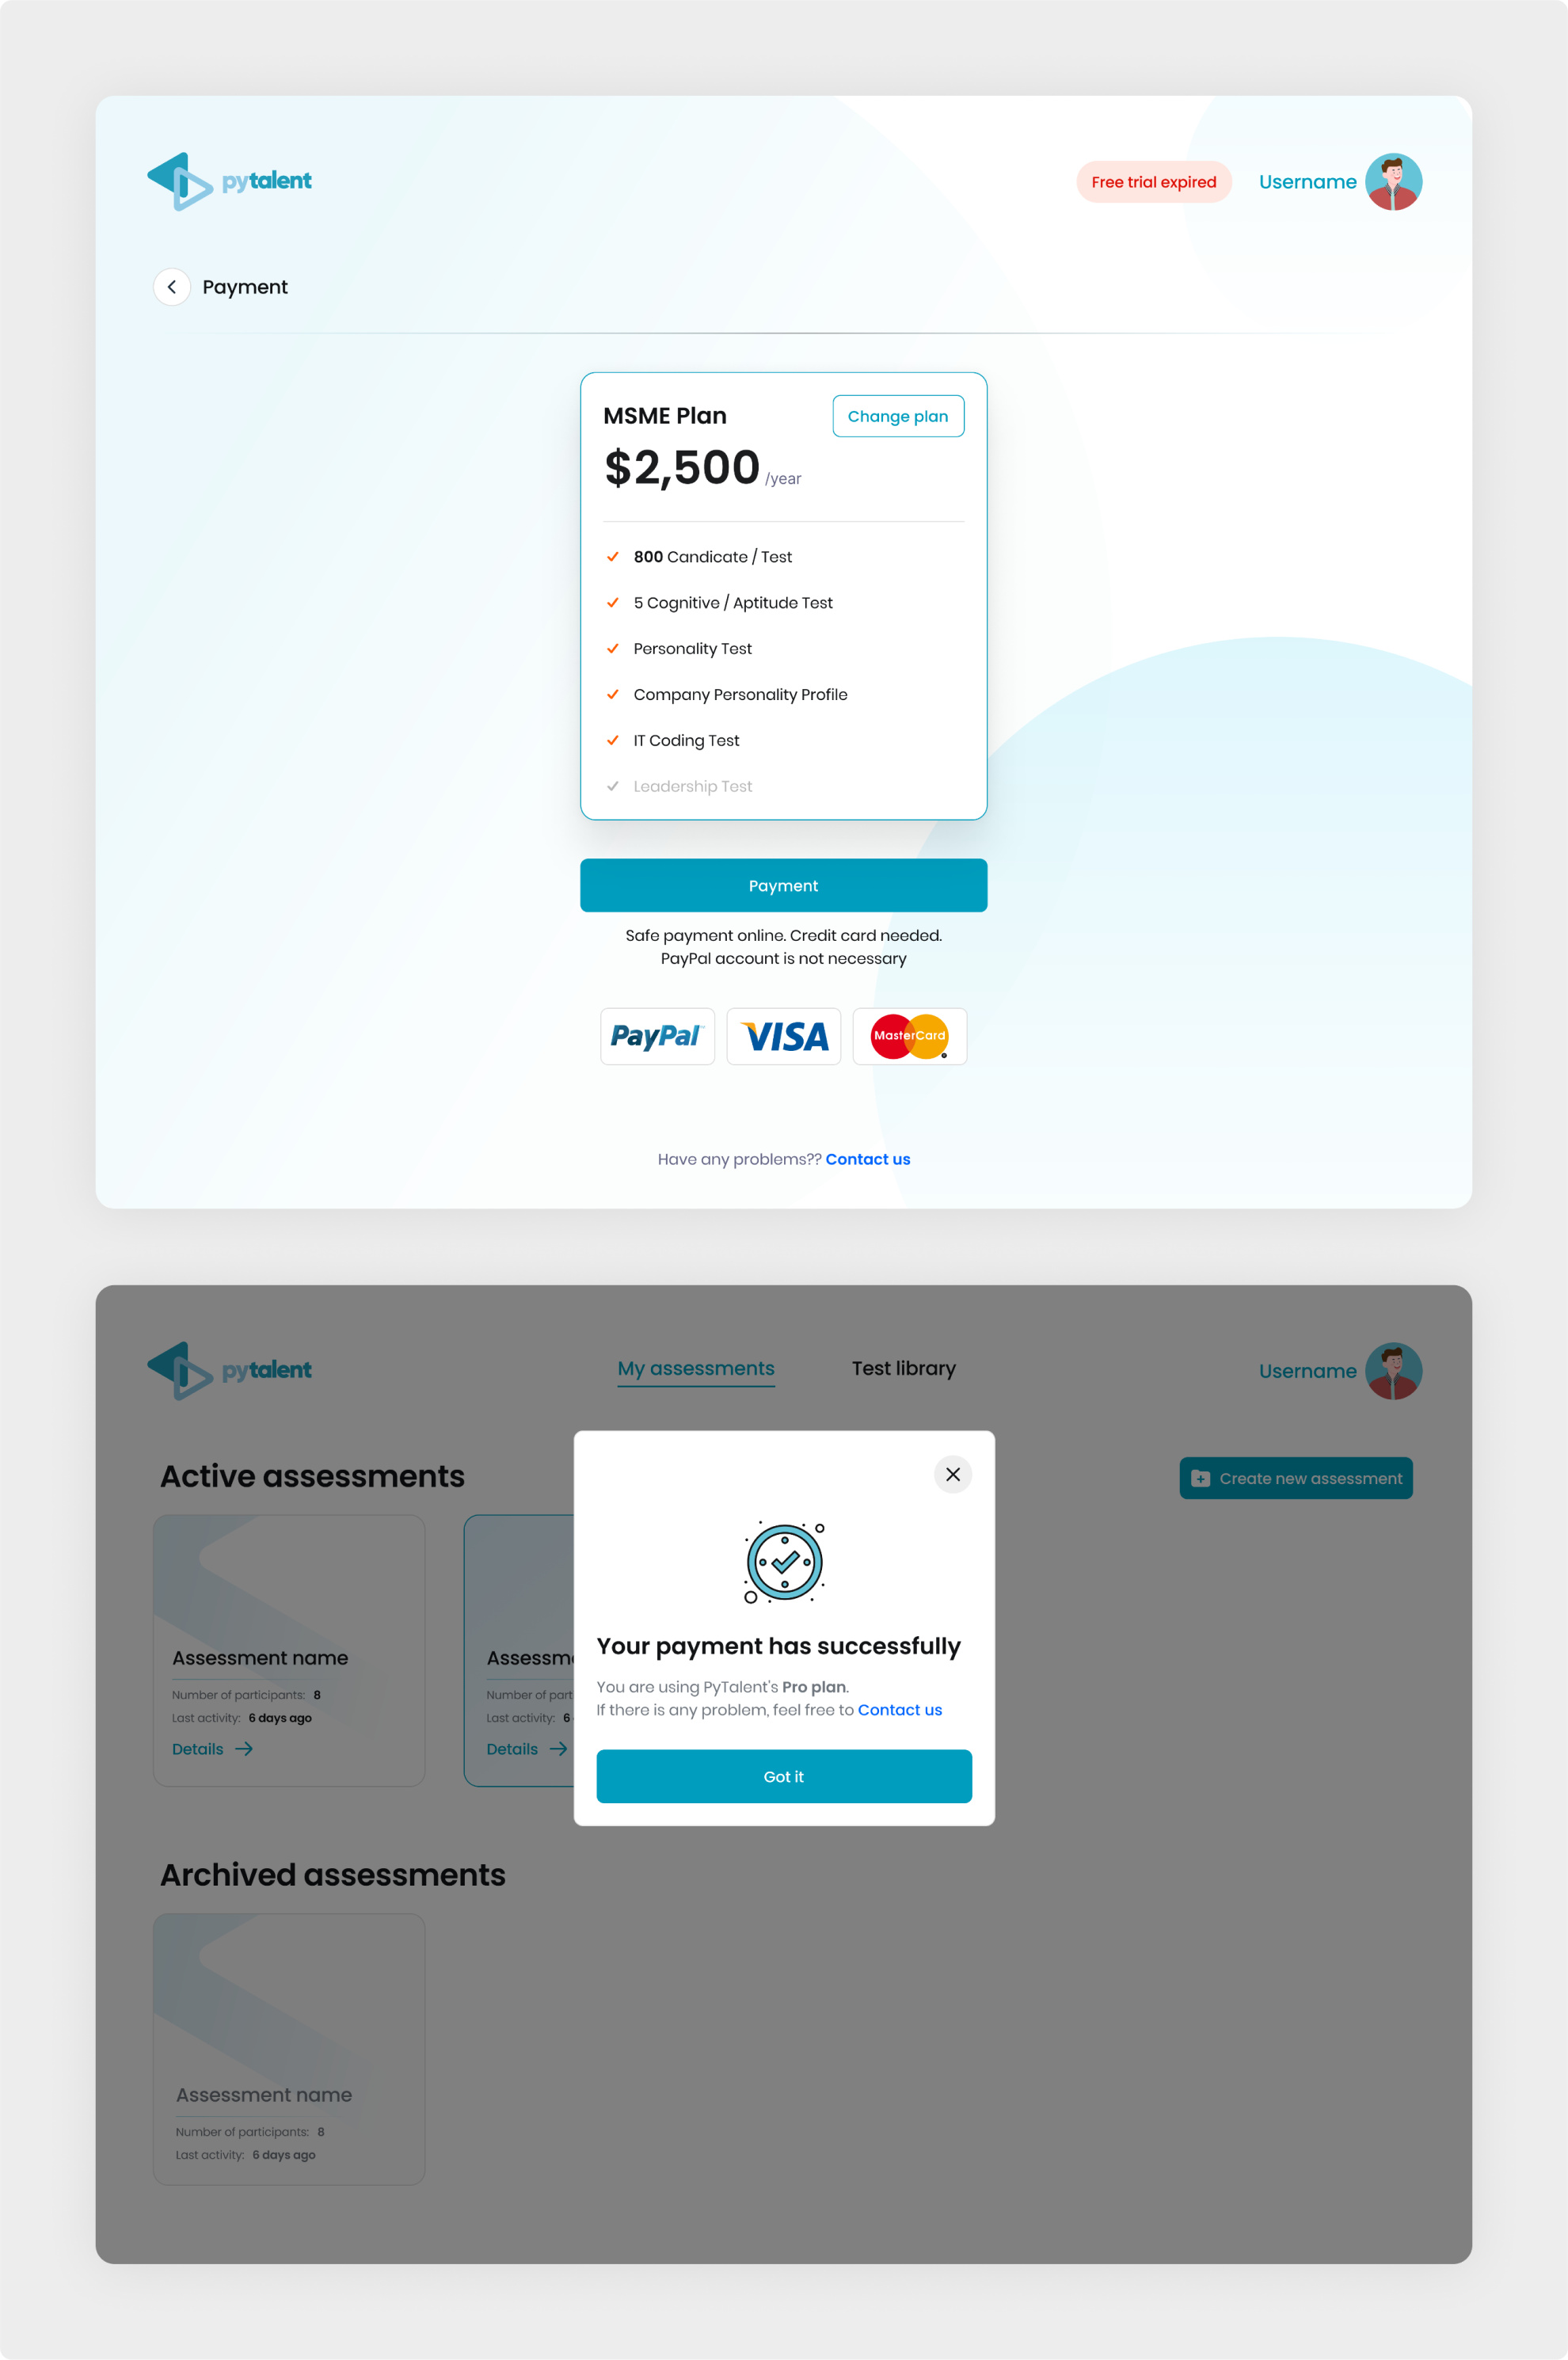 pytalent
Free trial expired
Username
Payment
MSME Plan
Change plan
$2,500 /year
800 Candicate / Test
5 Cognitive / Aptitude Test
Personality Test
Company Personality Profile
IT Coding Test
Leadership Test
Payment
Safe payment online. Credit card needed.
PayPal account is not necessary
PayPal
VISA
MasterCard
Have any problems?? Contact us
pytalent
My assessments
Test library
Username
Active assessments
Create new assessment
Assessment name
Number of participants: 8
Last activity: 6 days ago
Details
Assessm
Number of part
Last activity: 6
Details
Your payment has successfully
You are using PyTalent's Pro plan.
If there is any problem, feel free to Contact us
Got it
Archived assessments
Assessment name
Number of participants: 8
Last activity: 6 days ago